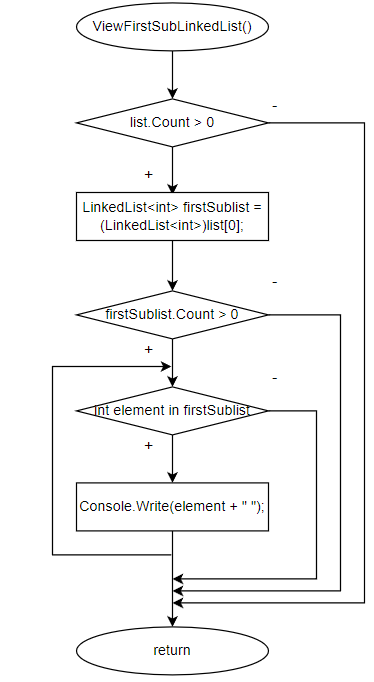 ViewFirstSubLinkedList()
-
list.Count > 0
+
LinkedList<int> firstSublist =
(LinkedList<int>)list[0];
-
firstSublist.Count > 0
+
-
int element in firstSublist
+
Console.Write(element + " ");
return